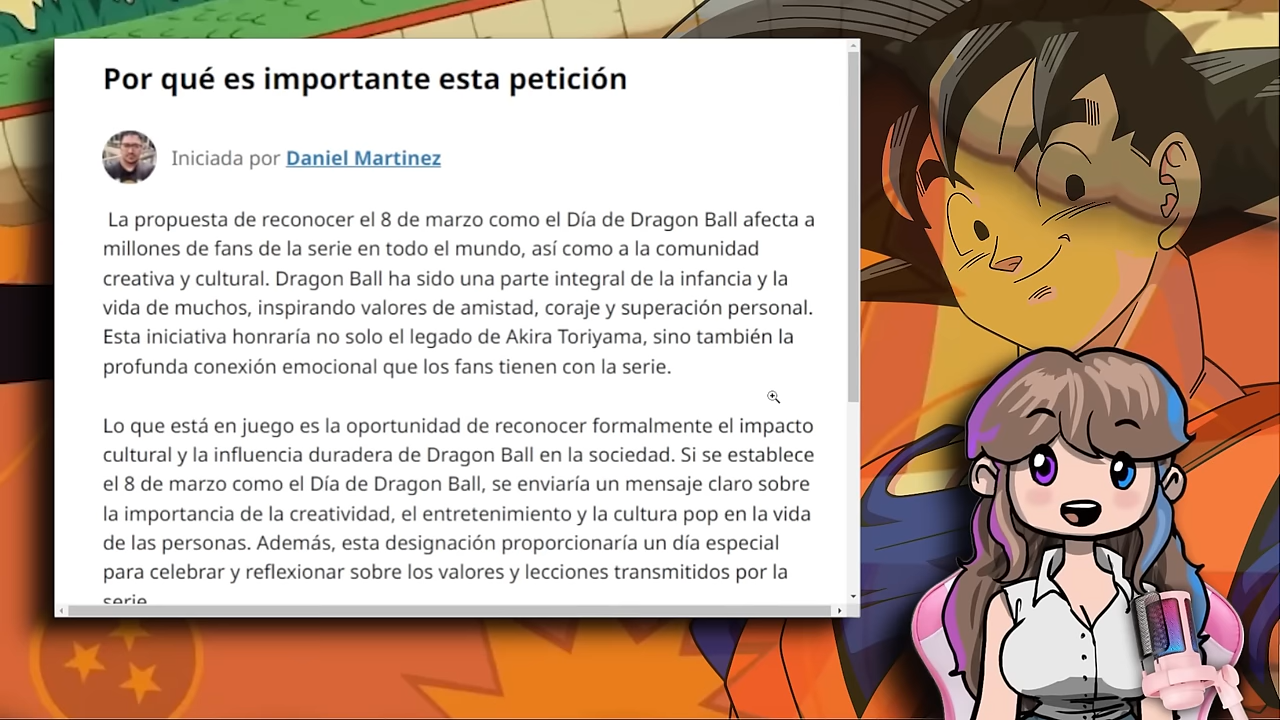 Por qué es importante esta petición
Iniciada por Daniel Martinez
La propuesta de reconocer el 8 de marzo como el Día de Dragon Ball afecta a
millones de fans de la serie en todo el mundo, así como a la comunidad
creativa y cultural. Dragon Ball ha sido una parte integral de la infancia y la
vida de muchos, inspirando valores de amistad, coraje y superación personal.
Esta iniciativa honraría no solo el legado de Akira Toriyama, sino también la
profunda conexión emocional que los fans tienen con la serie.
Lo que está en juego es la oportunidad de reconocer formalmente el impacto
cultural y la influencia duradera de Dragon Ball en la sociedad. Si se establece
el 8 de marzo como el Día de Dragon Ball, se enviaría un mensaje claro sobre
la importancia de la creatividad, el entretenimiento y la cultura pop en la vida
de las personas. Además, esta designación proporcionaría un día especial
para celebrar y reflexionar sobre los valores y lecciones transmitidos por la
serie